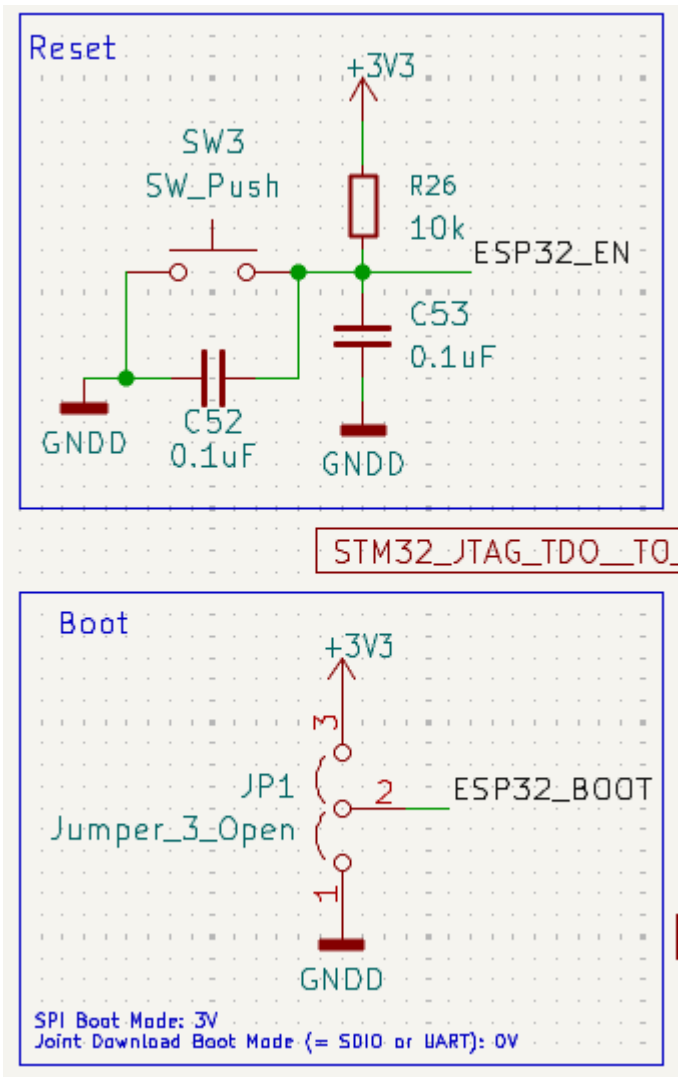 Reset
+3V3
SW3
SW_Push
R26
10k
ESP32_EN
C53
0.1uF
C52
0.1uF
GNDD
GNDD
STM32_JTAG_TDO__TO_
Boot
+3V3
3
JP1
Jumper_3_Open
2
ESP32_BOOT
1
GNDD
SPI Boot Mode: 3V
Joint Download Boot Mode (= SDIO or UART): 0V